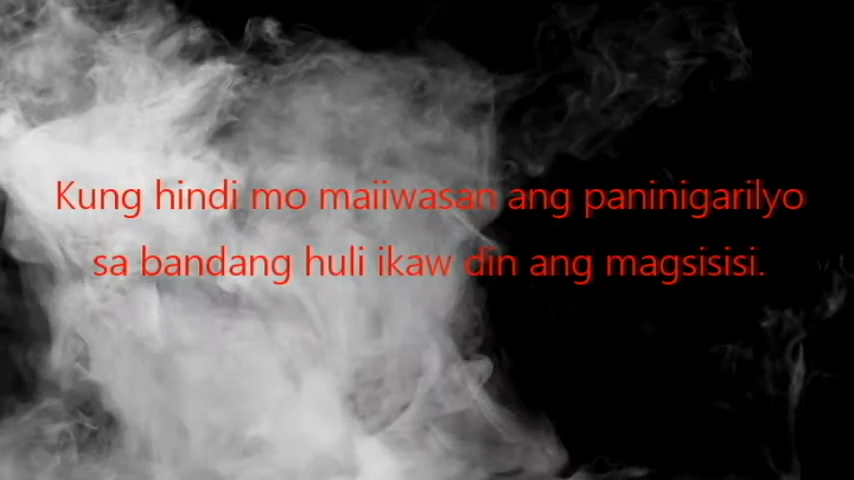 Kung hindi mo maiiwasan ang paninigarilyo
sa bandang huli ikaw din ang magsisisi.